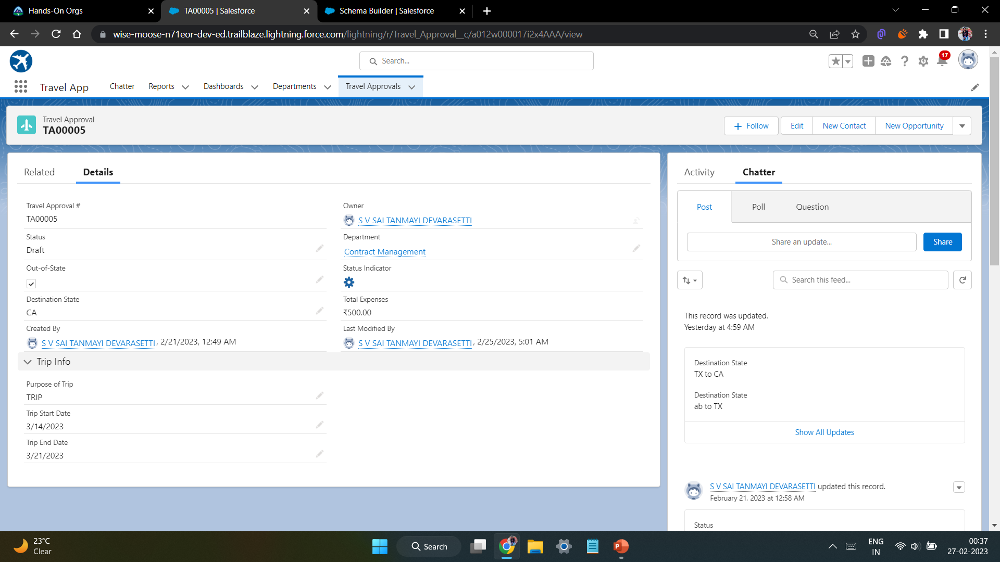 Hands-On Orgs
TA00005 | Salesforce
Schema Builder | Salesforce
wise-moose-n71eor-dev-ed.trailblaze.lightning.force.com/lightning/r/Travel_Approval__c/a012w000017i2x4AAA/view
Search...
17
Travel App
Chatter
Reports
Dashboards
Departments
Travel Approvals
Travel Approval
TA00005
Follow
Edit
New Contact
New Opportunity
Related
Details
Travel Approval #
TA00005
Owner
S V SAI TANMAYI DEVARASETTI
Status
Draft
Department
Contract Management
Out-of-State
Status Indicator
Destination State
CA
Total Expenses
₹500.00
Created By
S V SAI TANMAYI DEVARASETTI, 2/21/2023, 12:49 AM
Last Modified By
S V SAI TANMAYI DEVARASETTI, 2/25/2023, 5:01 AM
Trip Info
Purpose of Trip
TRIP
Trip Start Date
3/14/2023
Trip End Date
3/21/2023
Activity
Chatter
Post
Poll
Question
Share an update...
Share
Search this feed...
This record was updated.
Yesterday at 4:59 AM
Destination State
TX to CA
Destination State
ab to TX
Show All Updates
S V SAI TANMAYI DEVARASETTI updated this record.
February 21, 2023 at 12:58 AM
Status
23°C
Clear
Search
P
ENG
IN
00:37
27-02-2023